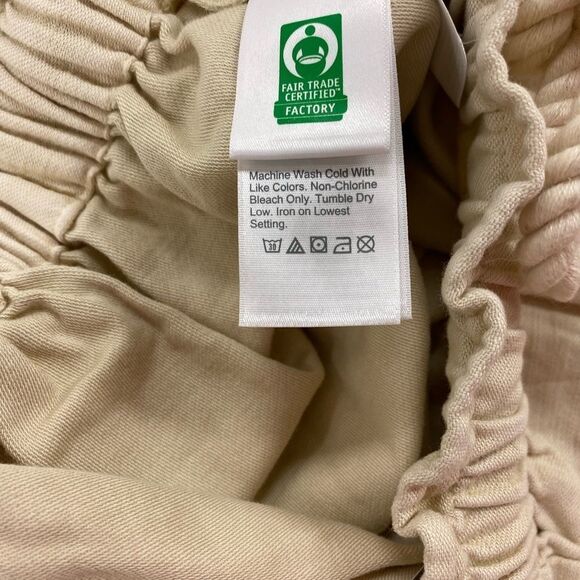 FAIR TRADE
CERTIFIED™
FACTORY
Machine Wash Cold With
Like Colors. Non-Chlorine
Bleach Only. Tumble Dry
Low. Iron on Lowest
Setting.
30